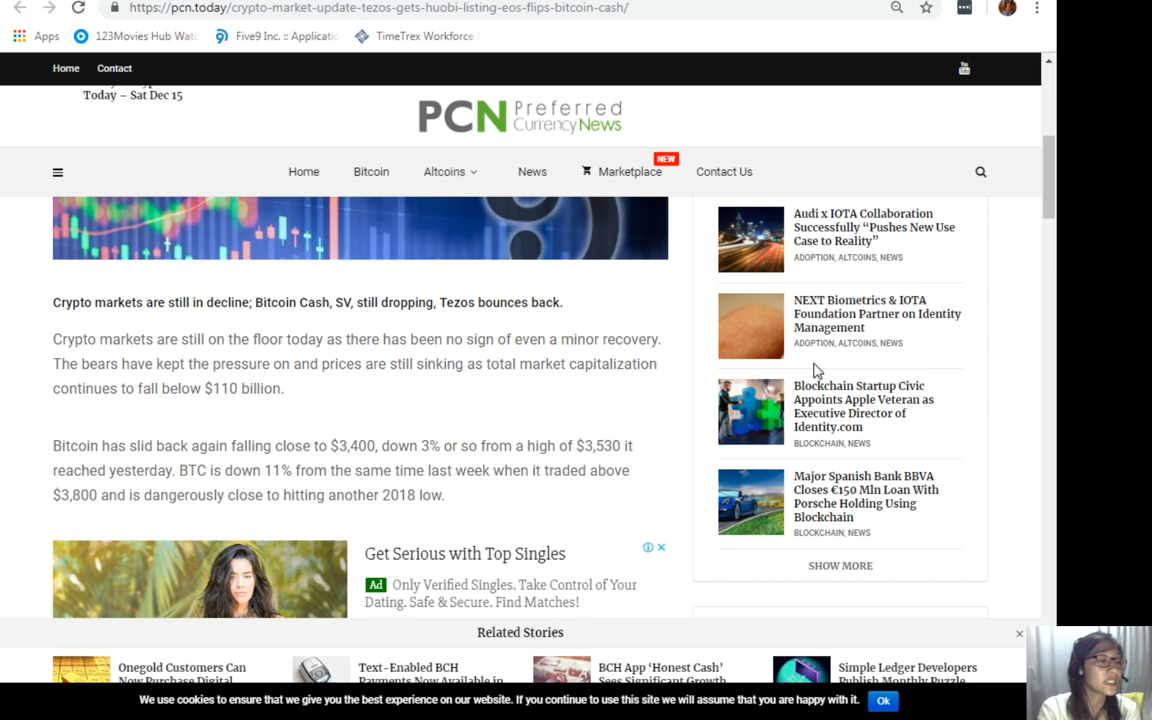 https://pcn.today/crypto-market-update-tezos-gets-huobi-listing-eos-flips-bitcoin-cash/
Apps
123Movies Hub Wat
Five9 Inc. :: Applicati
TimeTrex Workforce
Home
Contact
Today – Sat Dec 15
PCN Preferred
Currency News
Home
Bitcoin
Altcoins
News
Marketplace
NEW
Contact Us
Crypto markets are still in decline; Bitcoin Cash, SV, still dropping, Tezos bounces back.
Crypto markets are still on the floor today as there has been no sign of even a minor recovery.
The bears have kept the pressure on and prices are still sinking as total market capitalization
continues to fall below $110 billion.
Bitcoin has slid back again falling close to $3,400, down 3% or so from a high of $3,530 it
reached yesterday. BTC is down 11% from the same time last week when it traded above
$3,800 and is dangerously close to hitting another 2018 low.
Get Serious with Top Singles
Ad Only Verified Singles. Take Control of Your
Dating. Safe & Secure. Find Matches!
Audi x IOTA Collaboration
Successfully “Pushes New Use
Case to Reality”
ADOPTION, ALTCOINS, NEWS
NEXT Biometrics & IOTA
Foundation Partner on Identity
Management
ADOPTION, ALTCOINS, NEWS
Blockchain Startup Civic
Appoints Apple Veteran as
Executive Director of
Identity.com
BLOCKCHAIN, NEWS
Major Spanish Bank BBVA
Closes €150 Mln Loan With
Porsche Holding Using
Blockchain
BLOCKCHAIN, NEWS
SHOW MORE
Related Stories
Onegold Customers Can
Now Purchase Digital
Text-Enabled BCH
Payments Now Available in
BCH App ‘Honest Cash’
Sees Significant Growth
Simple Ledger Developers
Publish Monthly Puzzle
We use cookies to ensure that we give you the best experience on our website. If you continue to use this site we will assume that you are happy with it.
Ok